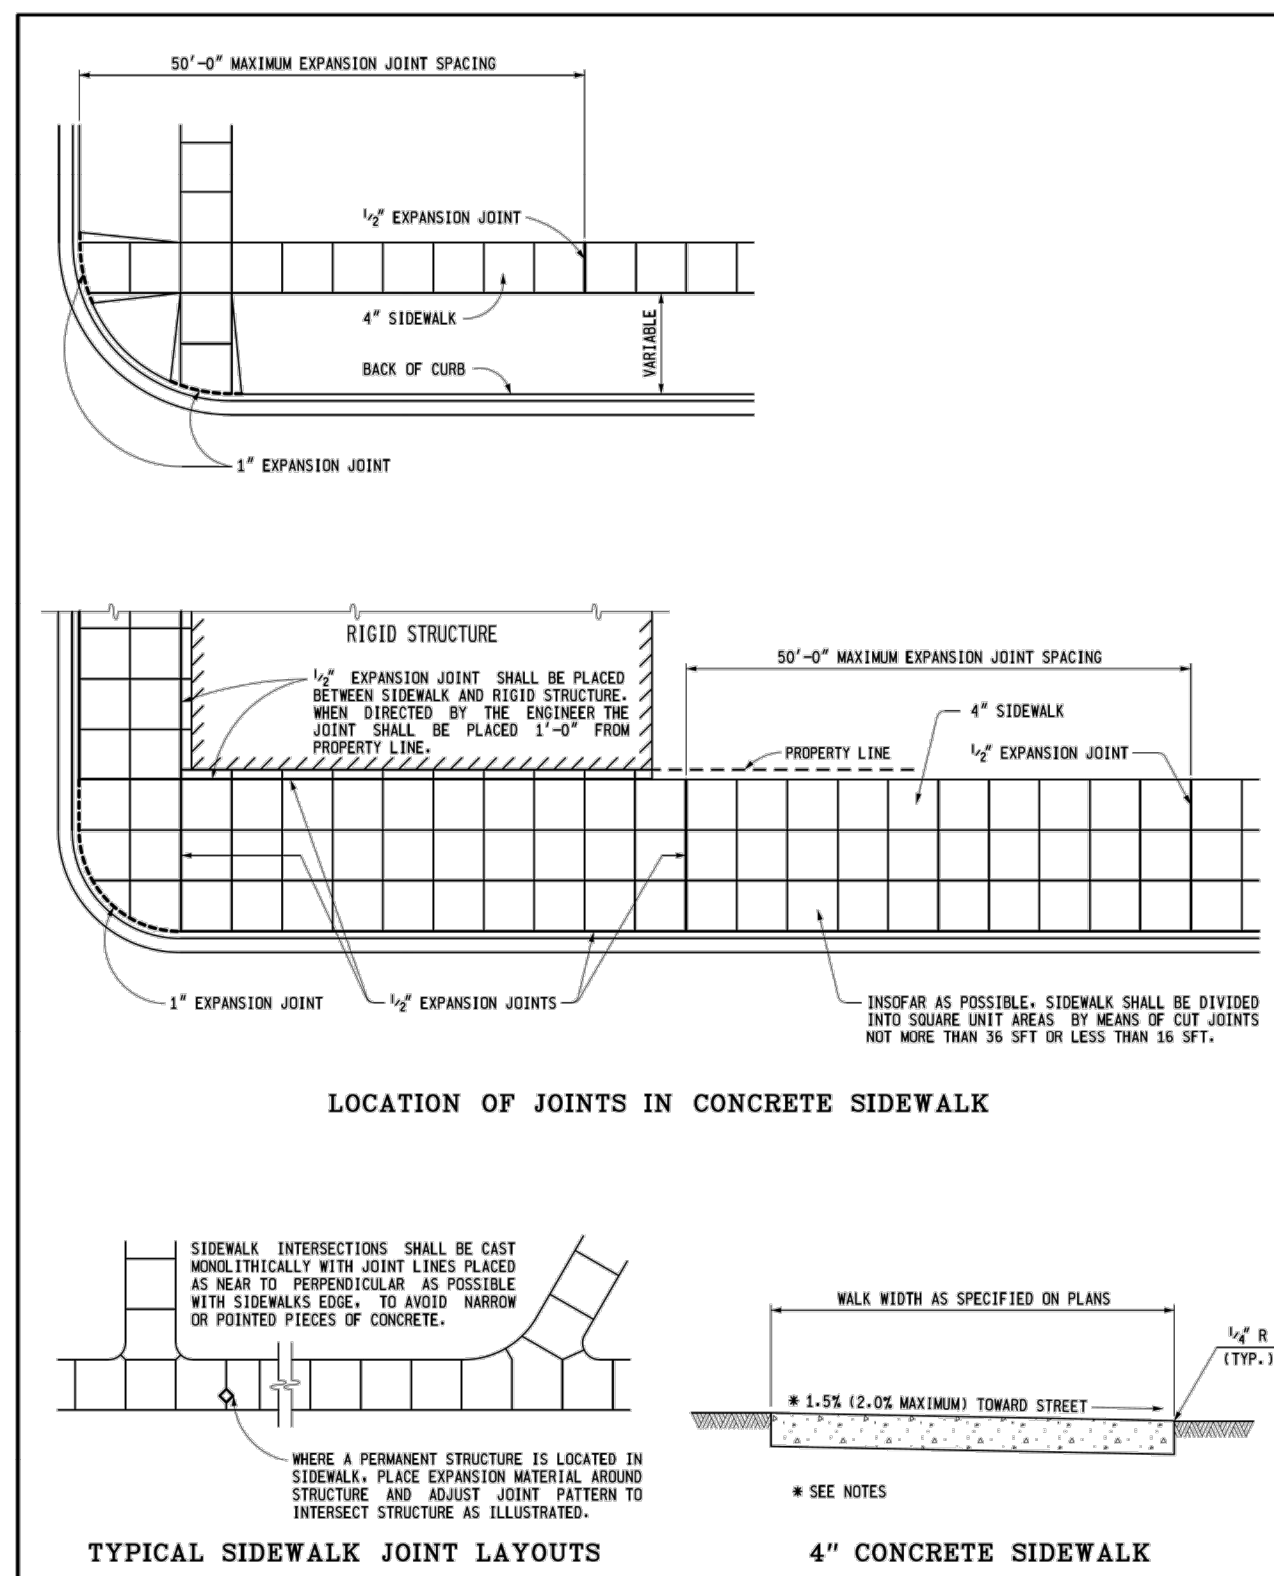 50'-0" MAXIMUM EXPANSION JOINT SPACING
1/2" EXPANSION JOINT
4" SIDEWALK
VARIABLE
BACK OF CURB
1" EXPANSION JOINT
RIGID STRUCTURE
1/2" EXPANSION JOINT SHALL BE PLACED
BETWEEN SIDEWALK AND RIGID STRUCTURE.
WHEN DIRECTED BY THE ENGINEER THE
JOINT SHALL BE PLACED 1'-0" FROM
PROPERTY LINE.
50'-0" MAXIMUM EXPANSION JOINT SPACING
4" SIDEWALK
PROPERTY LINE
1/2" EXPANSION JOINT
1" EXPANSION JOINT
1/2" EXPANSION JOINTS
INSOFAR AS POSSIBLE, SIDEWALK SHALL BE DIVIDED
INTO SQUARE UNIT AREAS BY MEANS OF CUT JOINTS
NOT MORE THAN 36 SFT OR LESS THAN 16 SFT.
LOCATION OF JOINTS IN CONCRETE SIDEWALK
SIDEWALK INTERSECTIONS SHALL BE CAST
MONOLITHICALLY WITH JOINT LINES PLACED
AS NEAR TO PERPENDICULAR AS POSSIBLE
WITH SIDEWALKS EDGE, TO AVOID NARROW
OR POINTED PIECES OF CONCRETE.
WHERE A PERMANENT STRUCTURE IS LOCATED IN
SIDEWALK, PLACE EXPANSION MATERIAL AROUND
STRUCTURE AND ADJUST JOINT PATTERN TO
INTERSECT STRUCTURE AS ILLUSTRATED.
TYPICAL SIDEWALK JOINT LAYOUTS
WALK WIDTH AS SPECIFIED ON PLANS
1/4" R
(TYP.)
* 1.5% (2.0% MAXIMUM) TOWARD STREET
* SEE NOTES
4" CONCRETE SIDEWALK